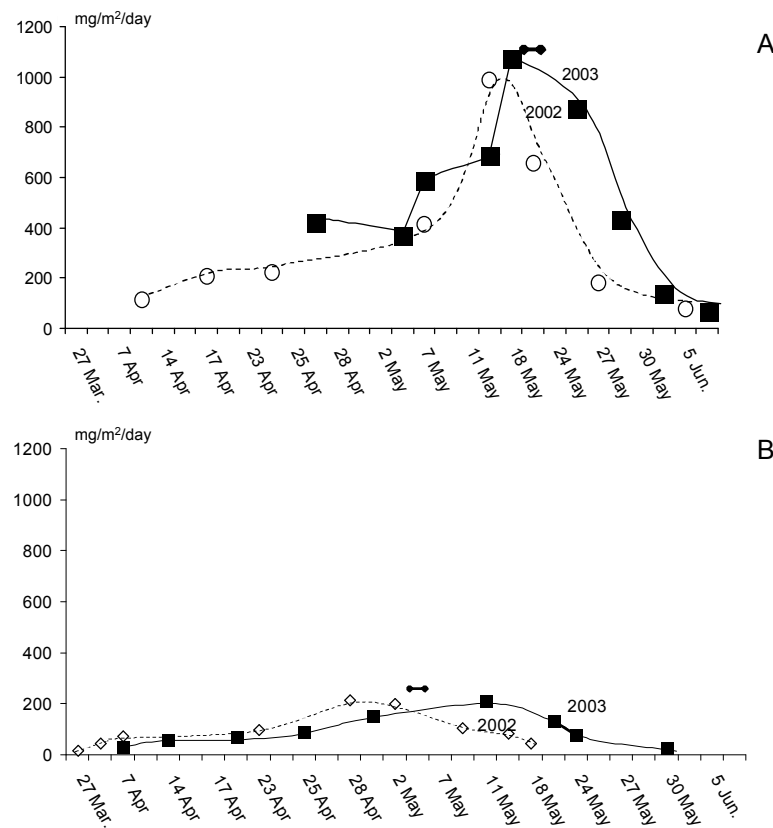 mg/m²/day
A
1200
1000
800
600
400
200
0
2003
2002
27 Mar.
7 Apr
14 Apr
17 Apr
23 Apr
25 Apr
28 Apr
2 May
7 May
11 May
18 May
24 May
27 May
30 May
5 Jun.
mg/m²/day
B
1200
1000
800
600
400
200
0
2003
2002
27 Mar.
7 Apr
14 Apr
17 Apr
23 Apr
25 Apr
28 Apr
2 May
7 May
11 May
18 May
24 May
27 May
30 May
5 Jun.